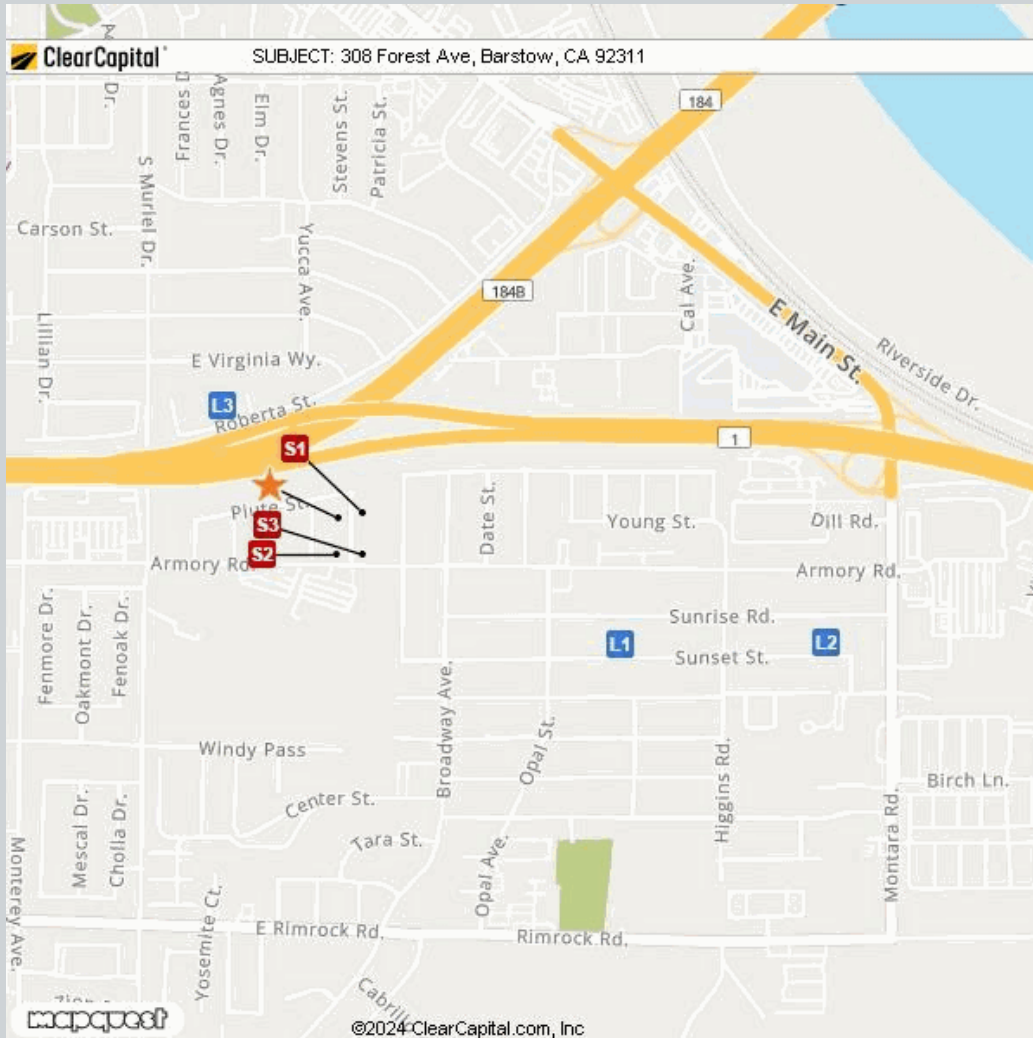 ClearCapital
SUBJECT: 308 Forest Ave, Barstow, CA 92311
184
Frances
Agnes Dr.
Elm Dr.
Stevens St.
Patricia St.
S Muriel Dr.
Carson St.
Yucca Ave.
184B
Cal Ave.
E Main St.
Riverside Dr.
Lillian Dr.
E Virginia Wy.
L3
Roberta St.
1
S1
Piute St.
S3
S2
Date St.
Young St.
Dill Rd.
Armory Rd.
Armory Rd.
Sunrise Rd.
L1
L2
Sunset St.
Fenmore Dr.
Oakmont Dr.
Fenoak Dr.
Broadway Ave.
Windy Pass
Opal St.
Higgins Rd.
Birch Ln.
Center St.
Mescal Dr.
Cholla Dr.
Tara St.
Opal Ave.
Montara Rd.
Monterey Ave.
Yosemite Ct.
E Rimrock Rd.
Rimrock Rd.
mapquest
©2024 ClearCapital.com, Inc